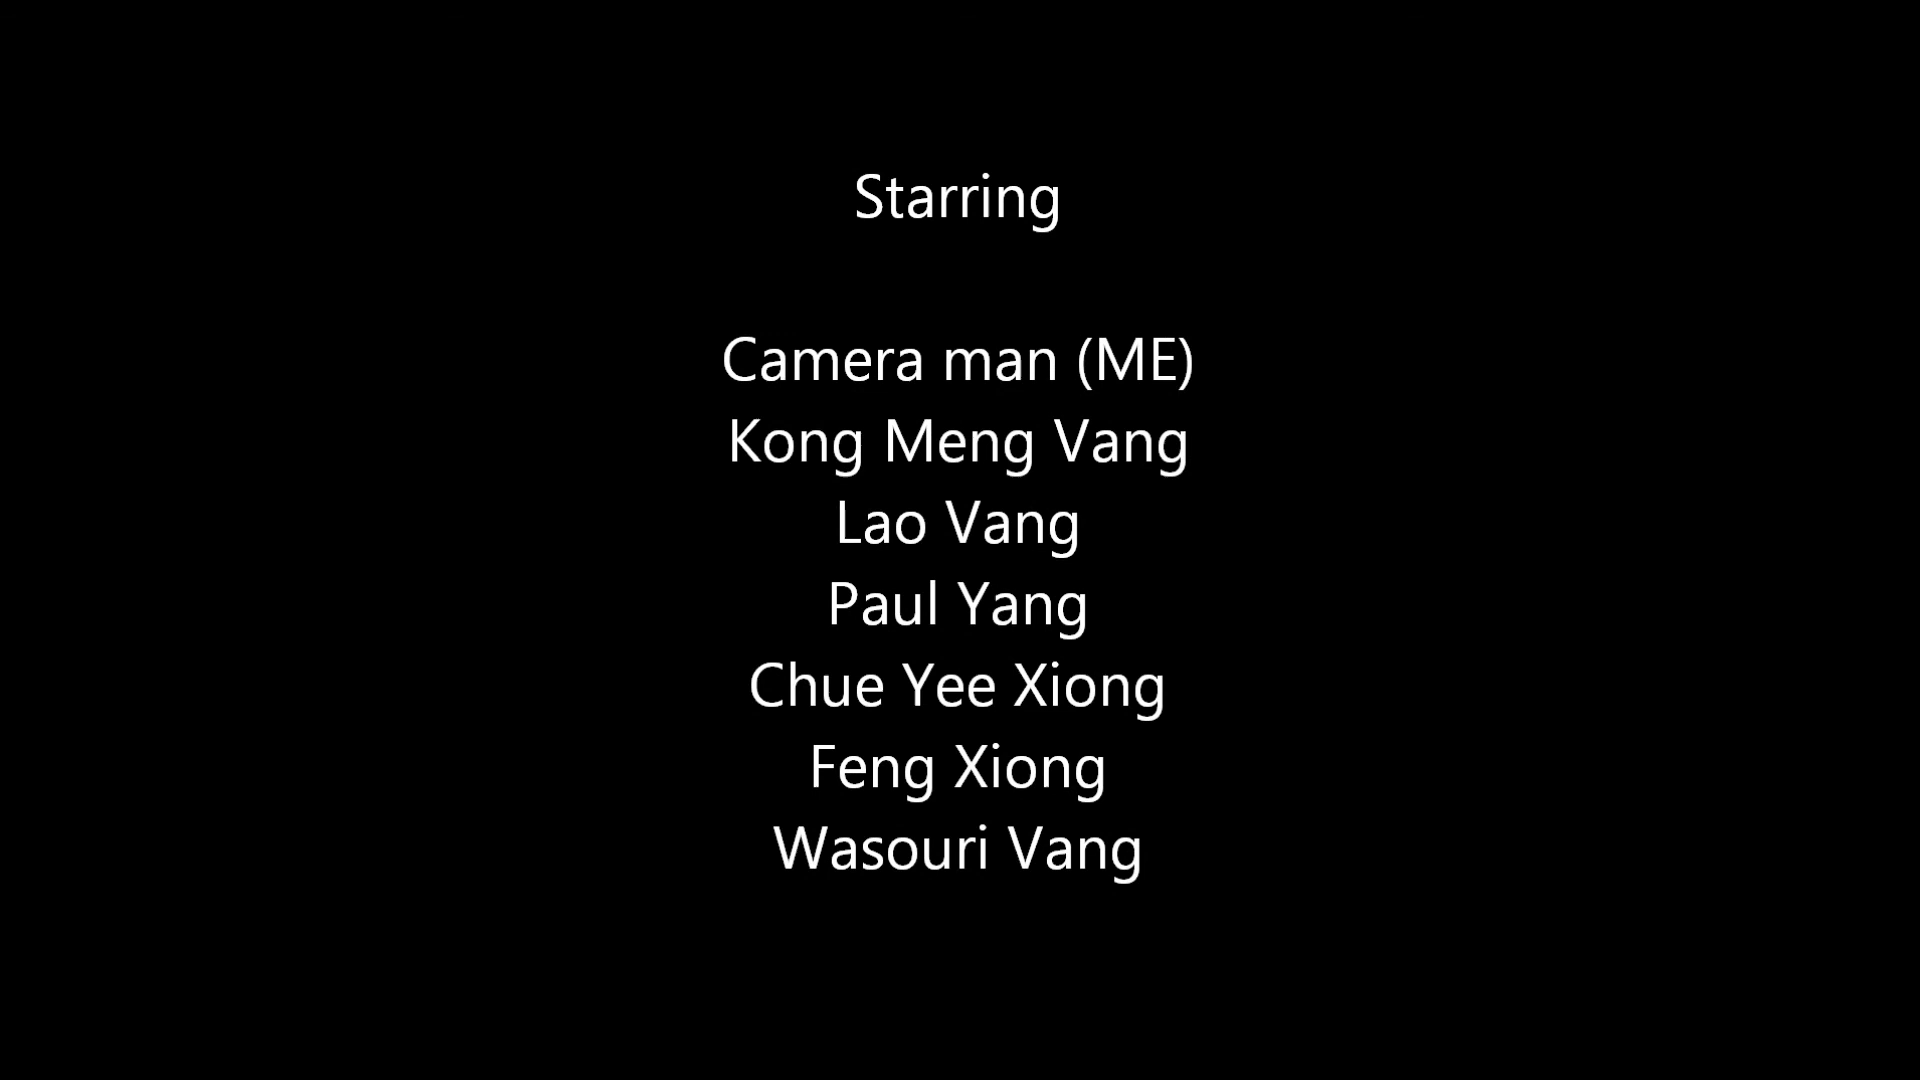 Starring
Camera man (ME)
Kong Meng Vang
Lao Vang
Paul Yang
Chue Yee Xiong
Feng Xiong
Wasouri Vang